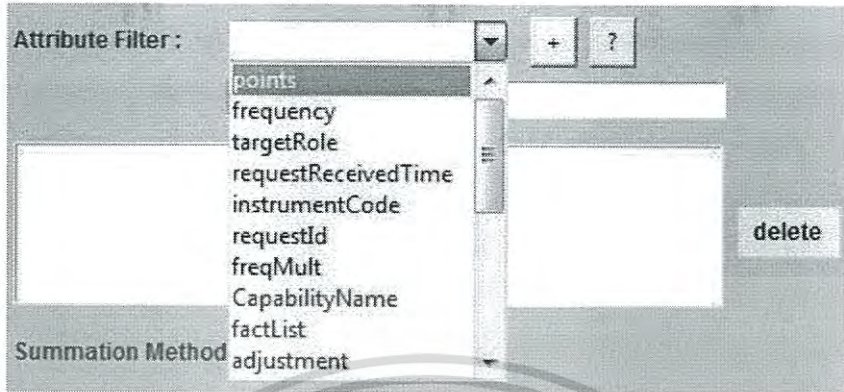 Attribute Filter :
+ ?
points
frequency
targetRole
requestReceivedTime
instrumentCode
requestId
delete
freqMult
CapabilityName
factList
Summation Method
adjustment